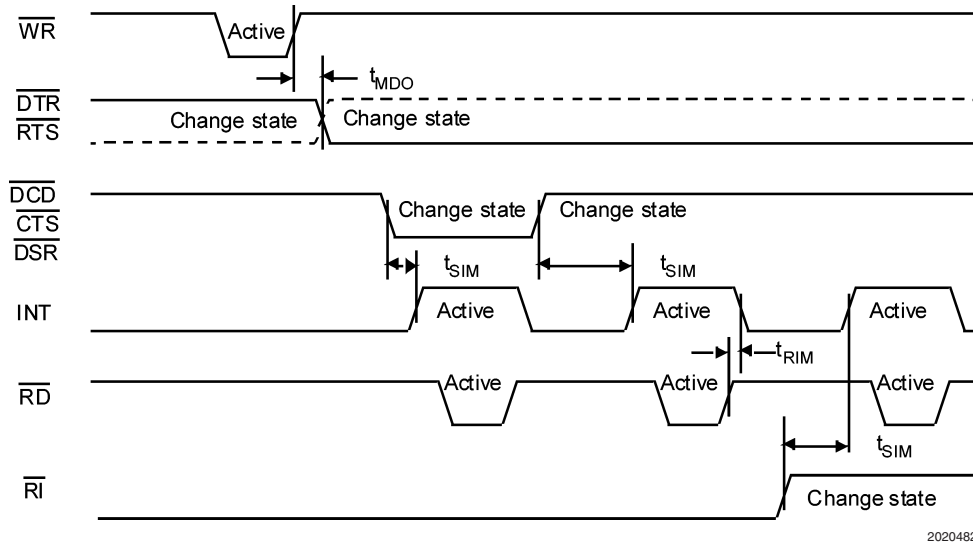 WR Active
tMDO
DTR
RTS Change state Change state
DCD
CTS Change state Change state
DSR
tSIM tSIM
INT Active Active Active
tRIM
RD Active Active Active
tSIM
RI Change state
2020482